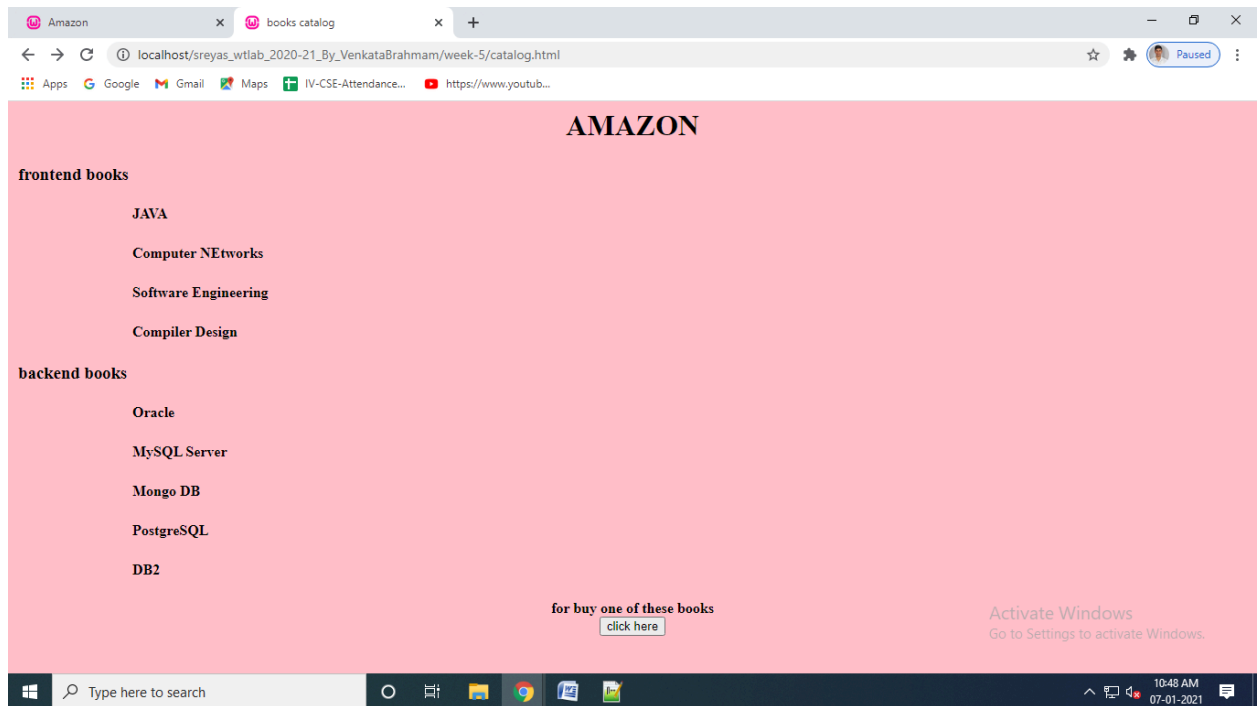 Amazon
books catalog
localhost/sreyas_wtlab_2020-21_By_VenkataBrahmam/week-5/catalog.html
Paused
Apps Google Gmail Maps IV-CSE-Attendance... https://www.youtub...
AMAZON
frontend books
JAVA
Computer NEtworks
Software Engineering
Compiler Design
backend books
Oracle
MySQL Server
Mongo DB
PostgreSQL
DB2
for buy one of these books
click here
Activate Windows
Go to Settings to activate Windows.
Type here to search
10:48 AM
07-01-2021